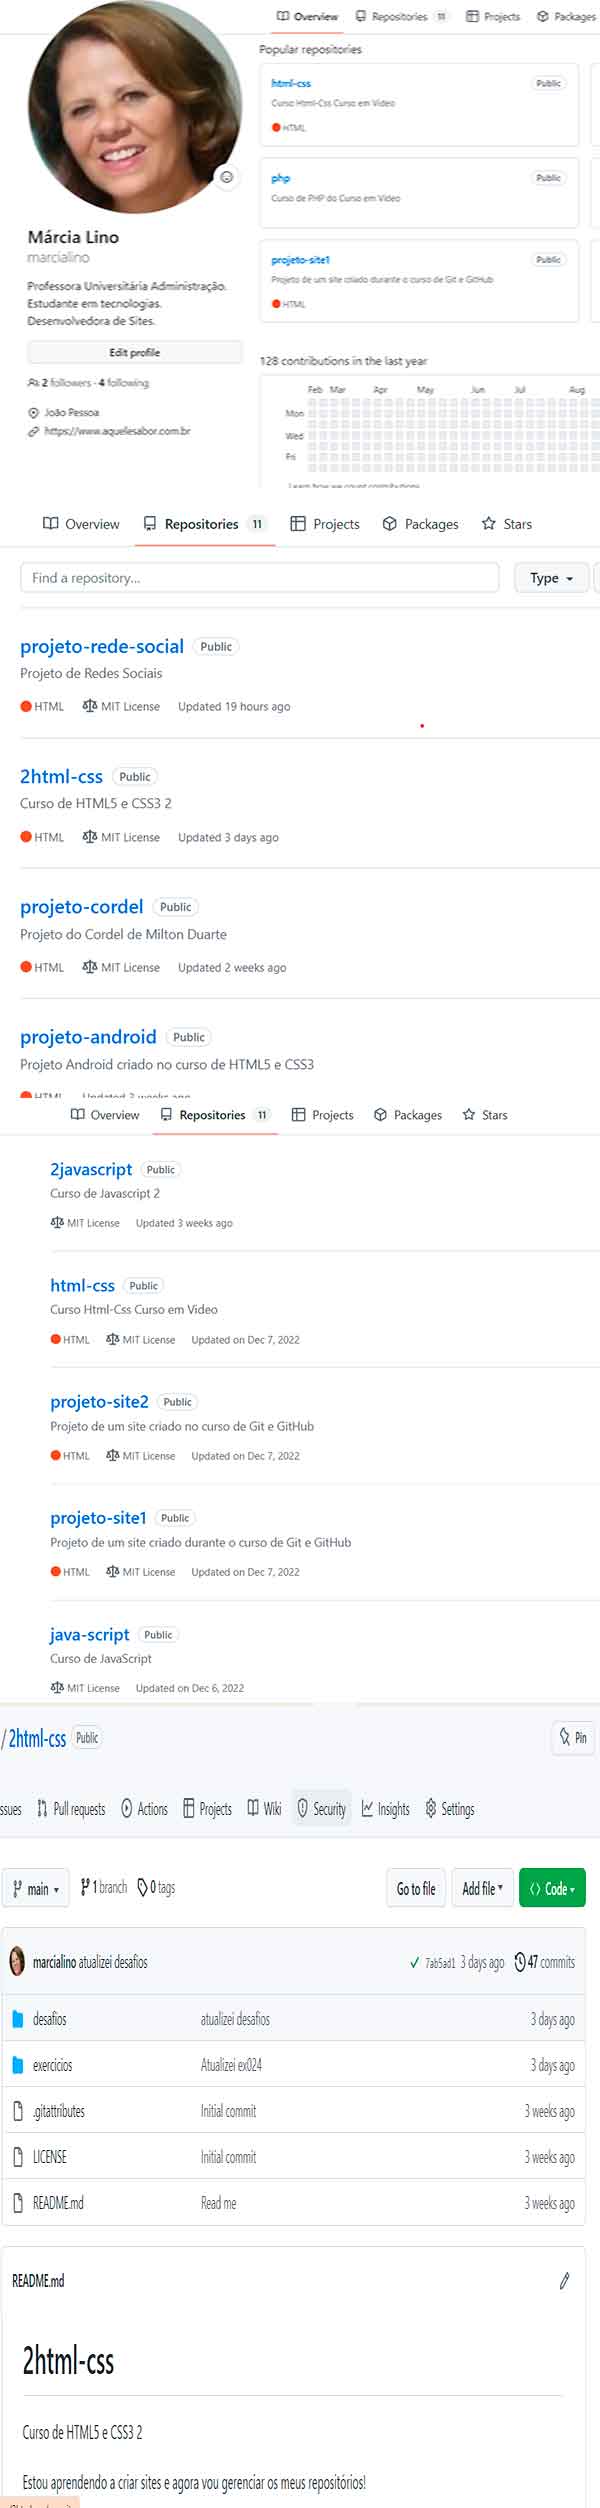 Overview Repositories 11 Projects Packages
Popular repositories
html-css Public
Curso Html-Css Curso em Video
HTML
php Public
Curso de PHP do Curso em Video
projeto-site1 Public
Projeto de um site criado durante o curso de Git e GitHub
HTML
Márcia Lino
marcialino
Professora Universitária Administração.
Estudante em tecnologias.
Desenvolvedora de Sites.
Edit profile
2 followers · 4 following
João Pessoa
https://www.aquelesabor.com.br
128 contributions in the last year
Feb Mar Apr May Jun Jul Aug
Mon
Wed
Fri
Learn how we count contributions
Overview Repositories 11 Projects Packages Stars
Find a repository... Type
projeto-rede-social Public
Projeto de Redes Sociais
HTML MIT License Updated 19 hours ago
2html-css Public
Curso de HTML5 e CSS3 2
HTML MIT License Updated 3 days ago
projeto-cordel Public
Projeto do Cordel de Milton Duarte
HTML MIT License Updated 2 weeks ago
projeto-android Public
Projeto Android criado no curso de HTML5 e CSS3
HTML Updated 3 weeks ago
Overview Repositories 11 Projects Packages Stars
2javascript Public
Curso de Javascript 2
MIT License Updated 3 weeks ago
html-css Public
Curso Html-Css Curso em Video
HTML MIT License Updated on Dec 7, 2022
projeto-site2 Public
Projeto de um site criado no curso de Git e GitHub
HTML MIT License Updated on Dec 7, 2022
projeto-site1 Public
Projeto de um site criado durante o curso de Git e GitHub
HTML MIT License Updated on Dec 7, 2022
java-script Public
Curso de JavaScript
MIT License Updated on Dec 6, 2022
/ 2html-css Public Pin
ssues Pull requests Actions Projects Wiki Security Insights Settings
main 1 branch 0 tags Go to file Add file Code
marcialino atualizei desafios 7ab5ad1 3 days ago 47 commits
desafios atualizei desafios 3 days ago
exercicios Atualizei ex024 3 days ago
.gitattributes Initial commit 3 weeks ago
LICENSE Initial commit 3 weeks ago
README.md Read me 3 weeks ago
README.md
2html-css
Curso de HTML5 e CSS3 2
Estou aprendendo a criar sites e agora vou gerenciar os meus repositórios!